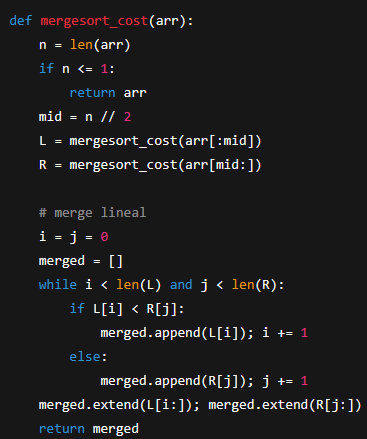 def mergesort_cost(arr):
    n = len(arr)
    if n <= 1:
        return arr
    mid = n // 2
    L = mergesort_cost(arr[:mid])
    R = mergesort_cost(arr[mid:])

    # merge lineal
    i = j = 0
    merged = []
    while i < len(L) and j < len(R):
        if L[i] < R[j]:
            merged.append(L[i]); i += 1
        else:
            merged.append(R[j]); j += 1
    merged.extend(L[i:]); merged.extend(R[j:])
    return merged